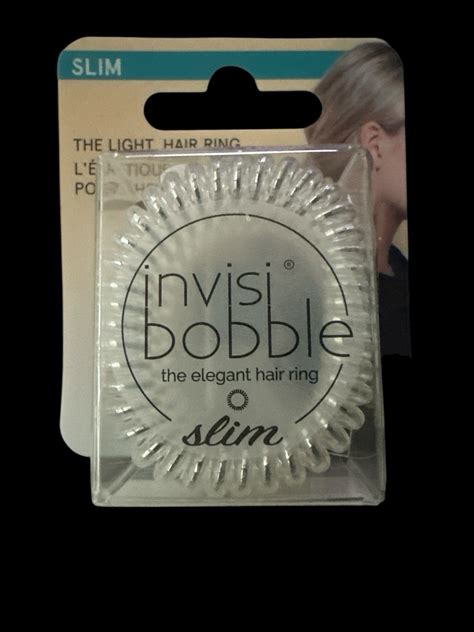 SLIM
THE LIGHT HAIR RING
invisi®
bobble
the elegant hair ring
slim